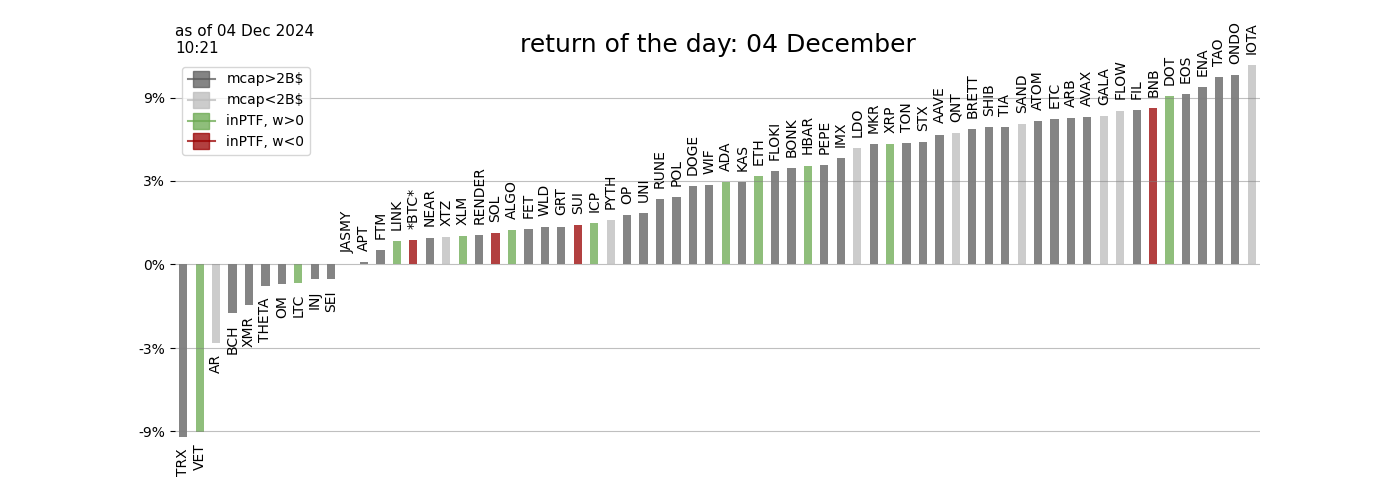 as of 04 Dec 2024
10:21
return of the day: 04 December
mcap>2B$
mcap<2B$
inPTF, w>0
inPTF, w<0
9%
3%
0%
-3%
-9%
TRX
VET
AR
BCH
XMR
THETA
OM
LTC
INJ
SEI
JASMY
APT
FTM
LINK
*BTC*
NEAR
XTZ
XLM
RENDER
SOL
ALGO
FET
WLD
GRT
SUI
ICP
PYTH
OP
UNI
RUNE
POL
DOGE
WIF
ADA
KAS
ETH
FLOKI
BONK
HBAR
PEPE
IMX
LDO
MKR
XRP
TON
STX
AAVE
QNT
BRETT
SHIB
TIA
SAND
ATOM
ETC
ARB
AVAX
GALA
FLOW
FIL
BNB
DOT
EOS
ENA
TAO
ONDO
IOTA